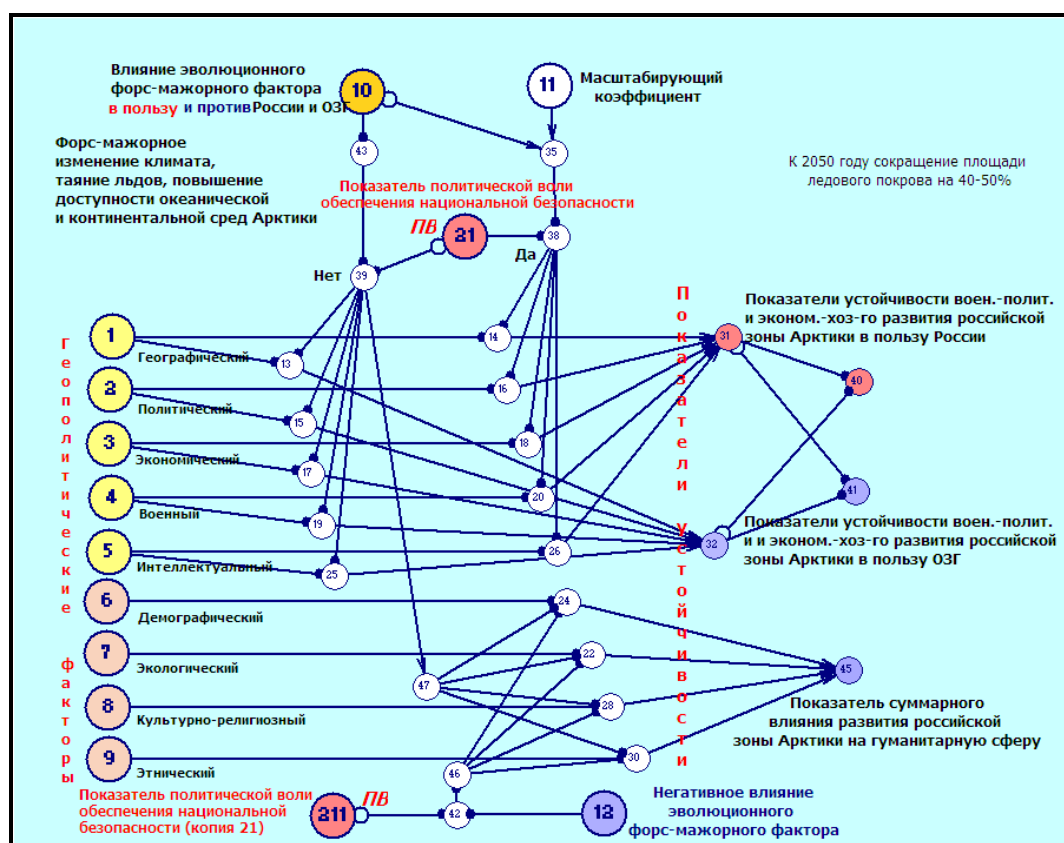 Влияние эволюционного
форс-мажорного фактора
в пользу и против России и ОЗГ
10
11
Масштабирующий
коэффициент
Форс-мажорное
изменение климата,
таяние льдов, повышение
доступности океанической
и континентальной сред Арктики
43
35
К 2050 году сокращение площади
ледового покрова на 40-50%
Показатель политической воли
обеспечения национальной безопасности
ПВ
21
38
Да
Нет
39
Геополитические
факторы
Показатели
устойчивости
1
Географический
2
Политический
3
Экономический
4
Военный
5
Интеллектуальный
6
Демографический
7
Экологический
8
Культурно-религиозный
9
Этнический
13
14
15
16
17
18
19
20
25
26
24
22
47
28
30
46
42
Показатели устойчивости воен.-полит.
и эконом.-хоз-го развития российской
зоны Арктики в пользу России
31
40
41
32
Показатели устойчивости воен.-полит.
и и эконом.-хоз-го развития российской
зоны Арктики в пользу ОЗГ
45
Показатель суммарного
влияния развития российской
зоны Арктики на гуманитарную сферу
Показатель политической воли
обеспечения национальной
безопасности (копия 21)
211
ПВ
12
Негативное влияние
эволюционного
форс-мажорного фактора